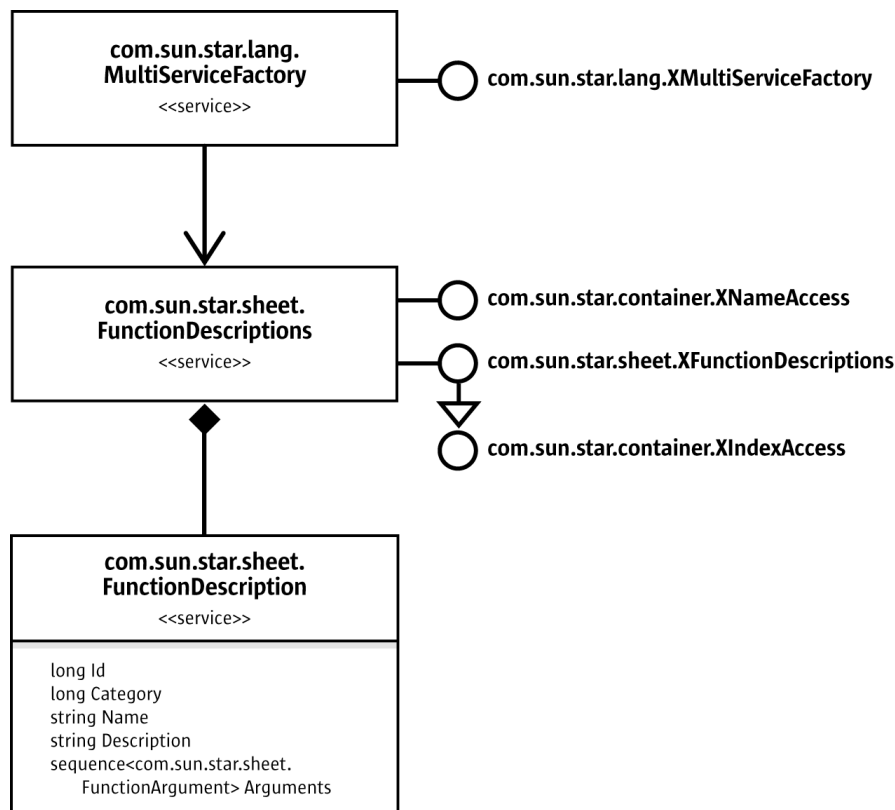 com.sun.star.lang.
MultiServiceFactory
<<service>>
com.sun.star.lang.XMultiServiceFactory
com.sun.star.sheet.
FunctionDescriptions
<<service>>
com.sun.star.container.XNameAccess
com.sun.star.sheet.XFunctionDescriptions
com.sun.star.container.XIndexAccess
com.sun.star.sheet.
FunctionDescription
<<service>>
long Id
long Category
string Name
string Description
sequence<com.sun.star.sheet.
FunctionArgument> Arguments